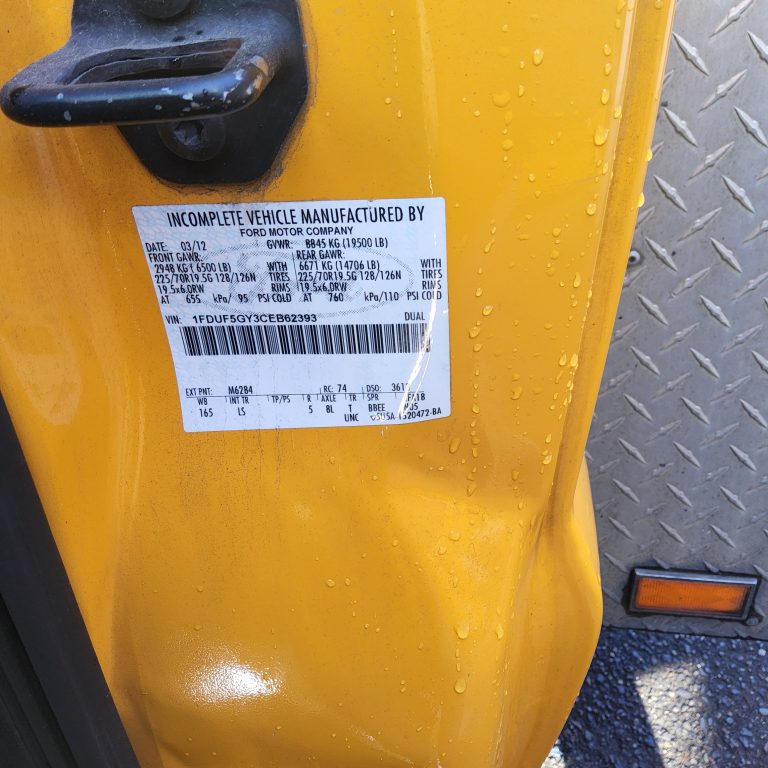 INCOMPLETE VEHICLE MANUFACTURED BY
FORD MOTOR COMPANY
DATE: 03/12 GVWR: 8845 KG (19500 LB)
FRONT GAWR: REAR GAWR:
2948 KG ( 6500 LB) WITH 6671 KG (14706 LB) WITH
225/70R19.5G 128/126N TIRES 225/70R19.5G 128/126N TIRES
19.5x6.0RW RIMS 19.5x6.0RW RIMS
AT 655 kPa/ 95 PSI COLD AT 760 kPa/110 PSI COLD
VIN: 1FDUF5GY3CEB62393 DUAL
EXT PNT: M6284 RC: 74 DSO:
WB INT TR TP/PS R AXLE TR SPR
165 LS 5 BL T BBEE
UNC